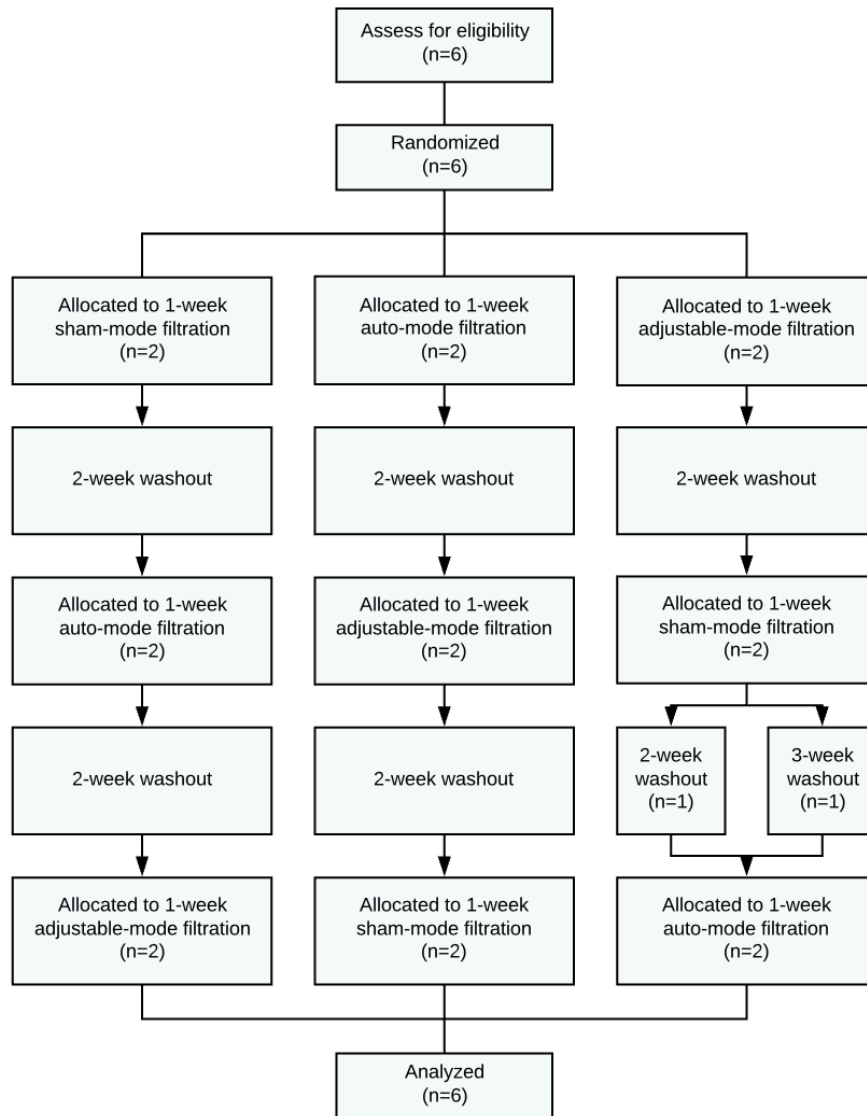 Assess for eligibility
(n=6)
Randomized
(n=6)
Allocated to 1-week
sham-mode filtration
(n=2)
Allocated to 1-week
auto-mode filtration
(n=2)
Allocated to 1-week
adjustable-mode filtration
(n=2)
2-week washout
2-week washout
2-week washout
Allocated to 1-week
auto-mode filtration
(n=2)
Allocated to 1-week
adjustable-mode filtration
(n=2)
Allocated to 1-week
sham-mode filtration
(n=2)
2-week washout
2-week washout
2-week
washout
(n=1)
3-week
washout
(n=1)
Allocated to 1-week
adjustable-mode filtration
(n=2)
Allocated to 1-week
sham-mode filtration
(n=2)
Allocated to 1-week
auto-mode filtration
(n=2)
Analyzed
(n=6)